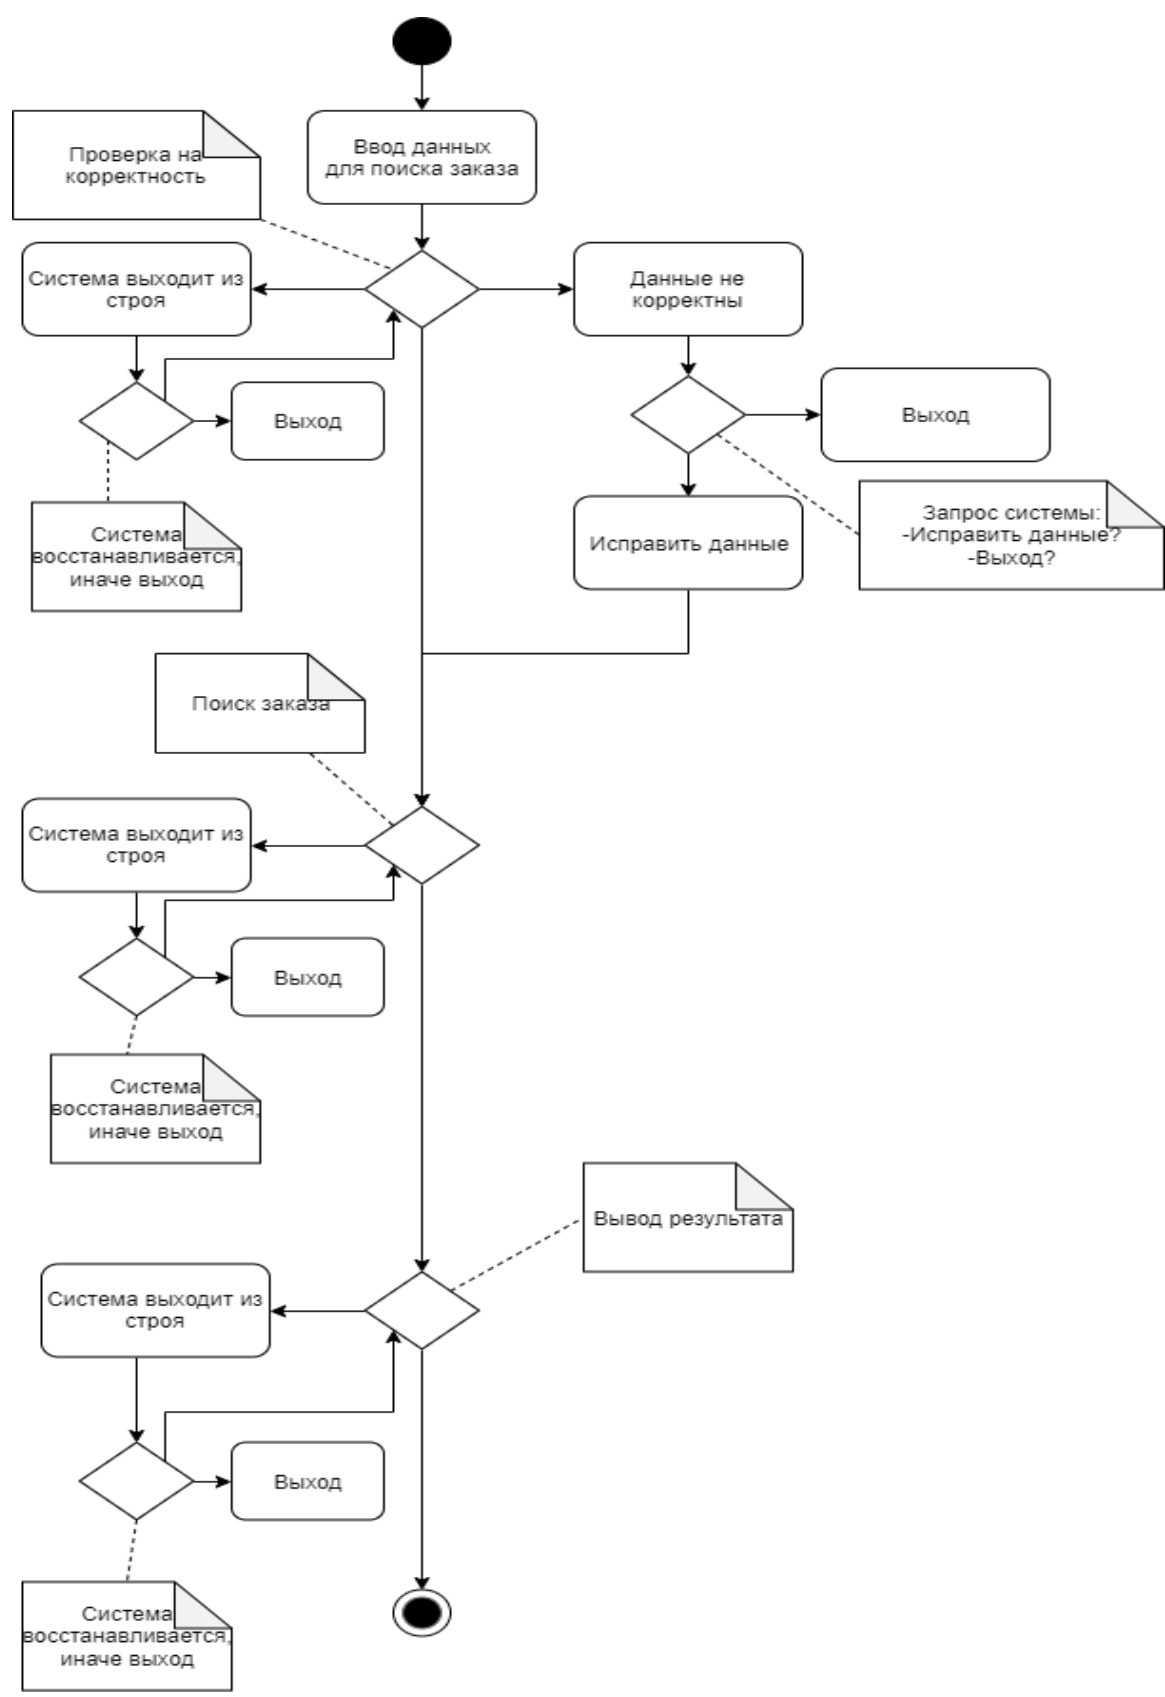 Ввод данных
для поиска заказа
Проверка на
корректность
Система выходит из
строя
Данные не
корректны
Выход
Выход
Запрос системы:
-Исправить данные?
-Выход?
Система
восстанавливается,
иначе выход
Исправить данные
Поиск заказа
Система выходит из
строя
Выход
Система
восстанавливается,
иначе выход
Вывод результата
Система выходит из
строя
Выход
Система
восстанавливается,
иначе выход